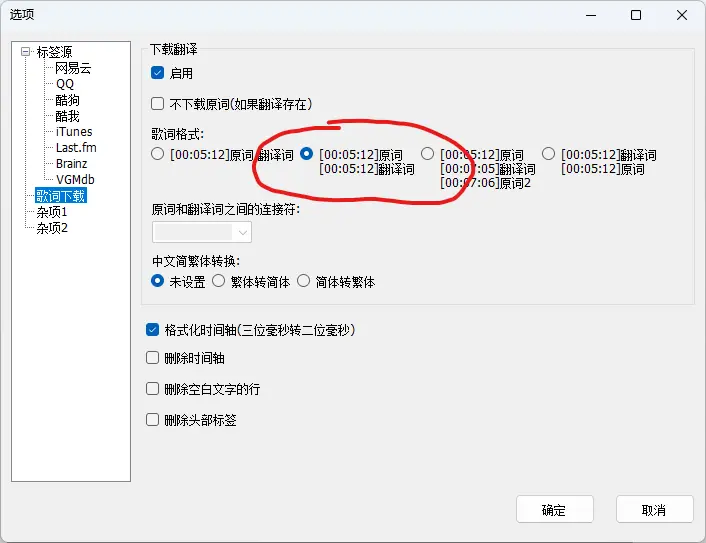 选项
标签源
网易云
QQ
酷狗
酷我
iTunes
Last.fm
Brainz
VGMdb
歌词下载
杂项1
杂项2
下载翻译
启用
不下载原词(如果翻译存在)
歌词格式:
[00:05:12]原词 翻译词
[00:05:12]原词
[00:05:12]翻译词
[00:05:12]原词
[00:07:05]翻译词
[00:07:06]原词2
[00:05:12]翻译词
[00:05:12]原词
原词和翻译词之间的连接符:
中文简繁体转换:
未设置 繁体转简体 简体转繁体
格式化时间轴(三位毫秒转二位毫秒)
删除时间轴
删除空白文字的行
删除头部标签
确定 取消